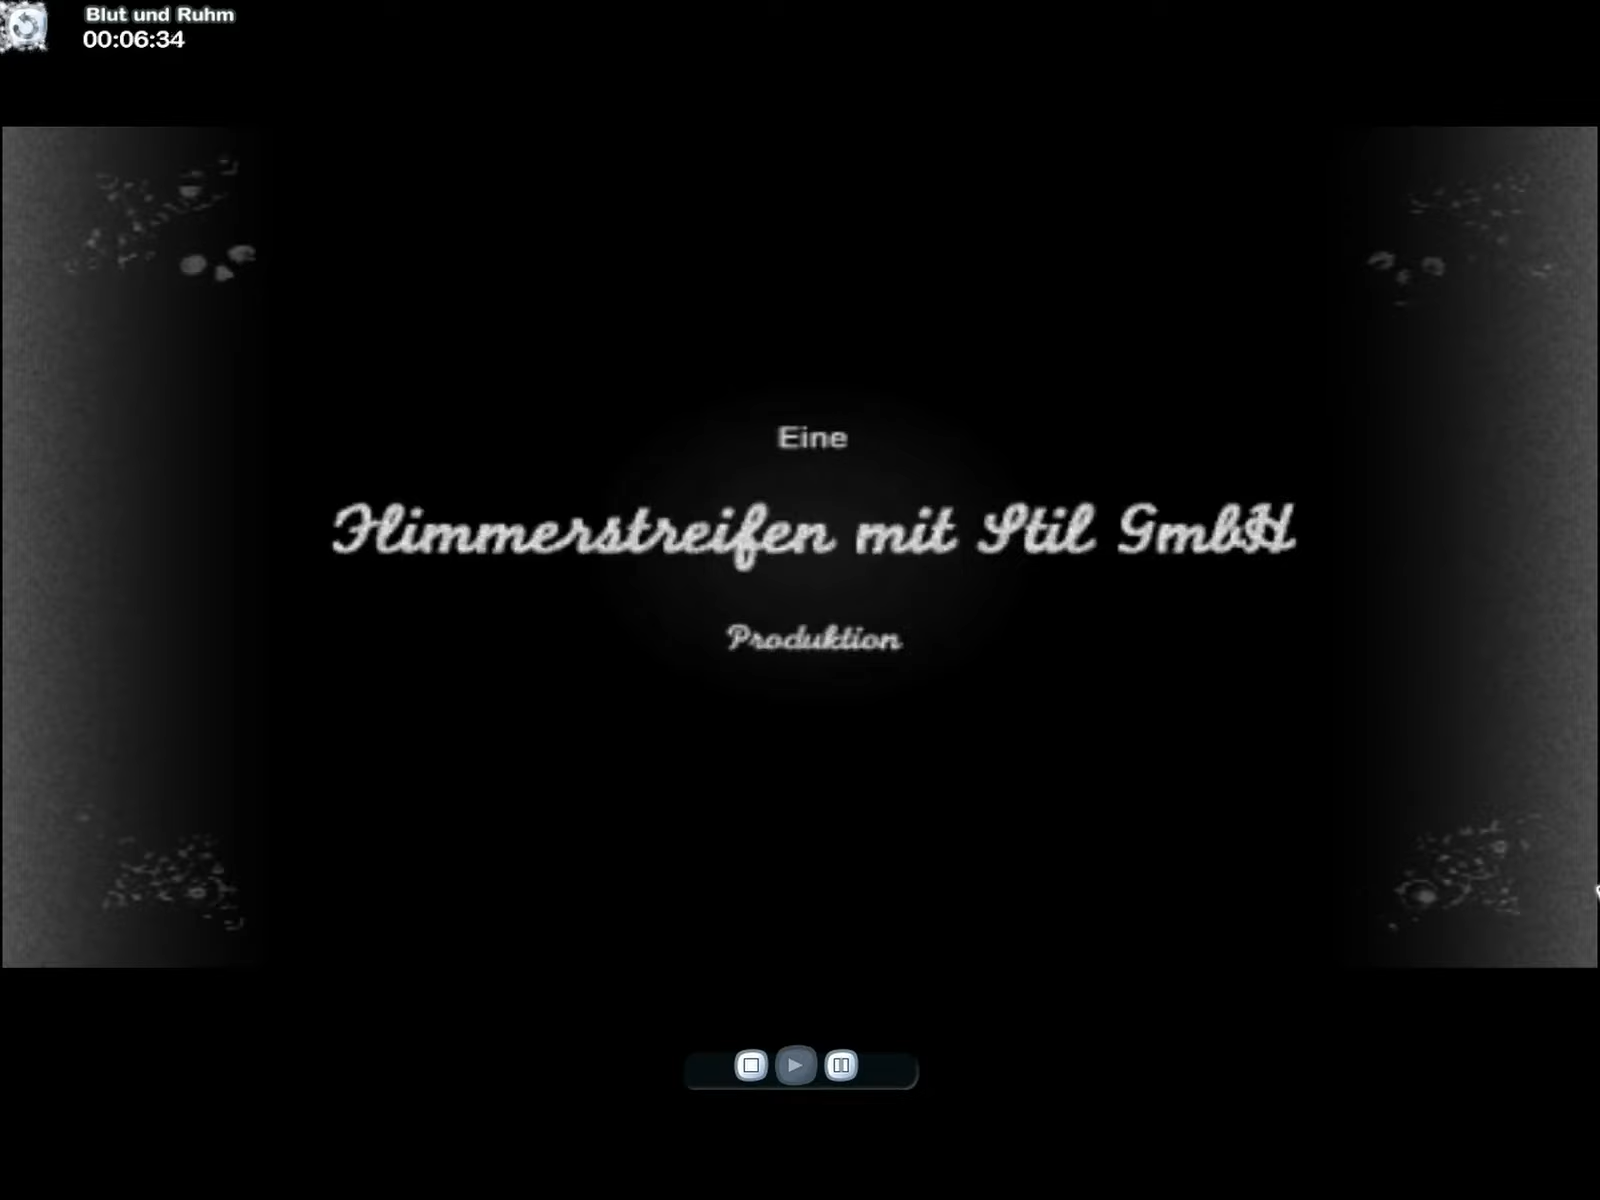 Blut und Ruhm
00:06:34
Eine
Flimmerstreifen mit Stil GmbH
Produktion